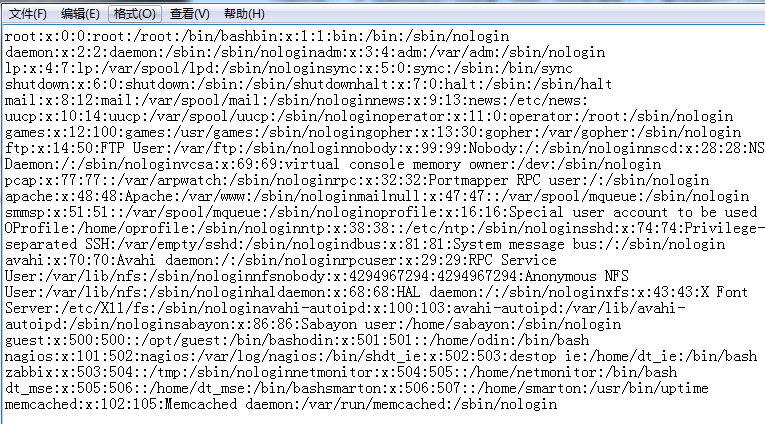 文件(F) 编辑(E) 格式(O) 查看(V) 帮助(H)
root:x:0:0:root:/root:/bin/bashbin:x:1:1:bin:/bin:/sbin/nologin
daemon:x:2:2:daemon:/sbin:/sbin/nologinadm:x:3:4:adm:/var/adm:/sbin/nologin
lp:x:4:7:lp:/var/spool/lpd:/sbin/nologinsync:x:5:0:sync:/sbin:/bin/sync
shutdown:x:6:0:shutdown:/sbin:/sbin/shutdownhalt:x:7:0:halt:/sbin:/sbin/halt
mail:x:8:12:mail:/var/spool/mail:/sbin/nologinnews:x:9:13:news:/etc/news:
uucp:x:10:14:uucp:/var/spool/uucp:/sbin/nologinoperator:x:11:0:operator:/root:/sbin/nologin
games:x:12:100:games:/usr/games:/sbin/nologingopher:x:13:30:gopher:/var/gopher:/sbin/nologin
ftp:x:14:50:FTP User:/var/ftp:/sbin/nologinnobody:x:99:99:Nobody:/:/sbin/nologinnscd:x:28:28:NS
Daemon:/:/sbin/nologinvcsa:x:69:69:virtual console memory owner:/dev:/sbin/nologin
pcap:x:77:77::/var/arpwatch:/sbin/nologinrpc:x:32:32:Portmapper RPC user:/:/sbin/nologin
apache:x:48:48:Apache:/var/www:/sbin/nologinmailnull:x:47:47::/var/spool/mqueue:/sbin/nologin
smmsp:x:51:51::/var/spool/mqueue:/sbin/nologinoprofile:x:16:16:Special user account to be used
OProfile:/home/oprofile:/sbin/nologinntp:x:38:38::/etc/ntp:/sbin/nologinsshd:x:74:74:Privilege-
separated SSH:/var/empty/sshd:/sbin/nologindbus:x:81:81:System message bus:/:/sbin/nologin
avahi:x:70:70:Avahi daemon:/:/sbin/nologinrpcuser:x:29:29:RPC Service
User:/var/lib/nfs:/sbin/nologinnfsnobody:x:4294967294:4294967294:Anonymous NFS
User:/var/lib/nfs:/sbin/nologinhaldaemon:x:68:68:HAL daemon:/:/sbin/nologinxfs:x:43:43:X Font
Server:/etc/X11/fs:/sbin/nologinavahi-autoipd:x:100:103:avahi-autoipd:/var/lib/avahi-
autoipd:/sbin/nologinsabayon:x:86:86:Sabayon user:/home/sabayon:/sbin/nologin
guest:x:500:500::/opt/guest:/bin/bashodin:x:501:501::/home/odin:/bin/bash
nagios:x:101:502:nagios:/var/log/nagios:/bin/shdt_ie:x:502:503:destop ie:/home/dt_ie:/bin/bash
zabbix:x:503:504::/tmp:/sbin/nologinnetmonitor:x:504:505::/home/netmonitor:/bin/bash
dt_mse:x:505:506::/home/dt_mse:/bin/bashsmarton:x:506:507::/home/smarton:/usr/bin/uptime
memcached:x:102:105:Memcached daemon:/var/run/memcached:/sbin/nologin